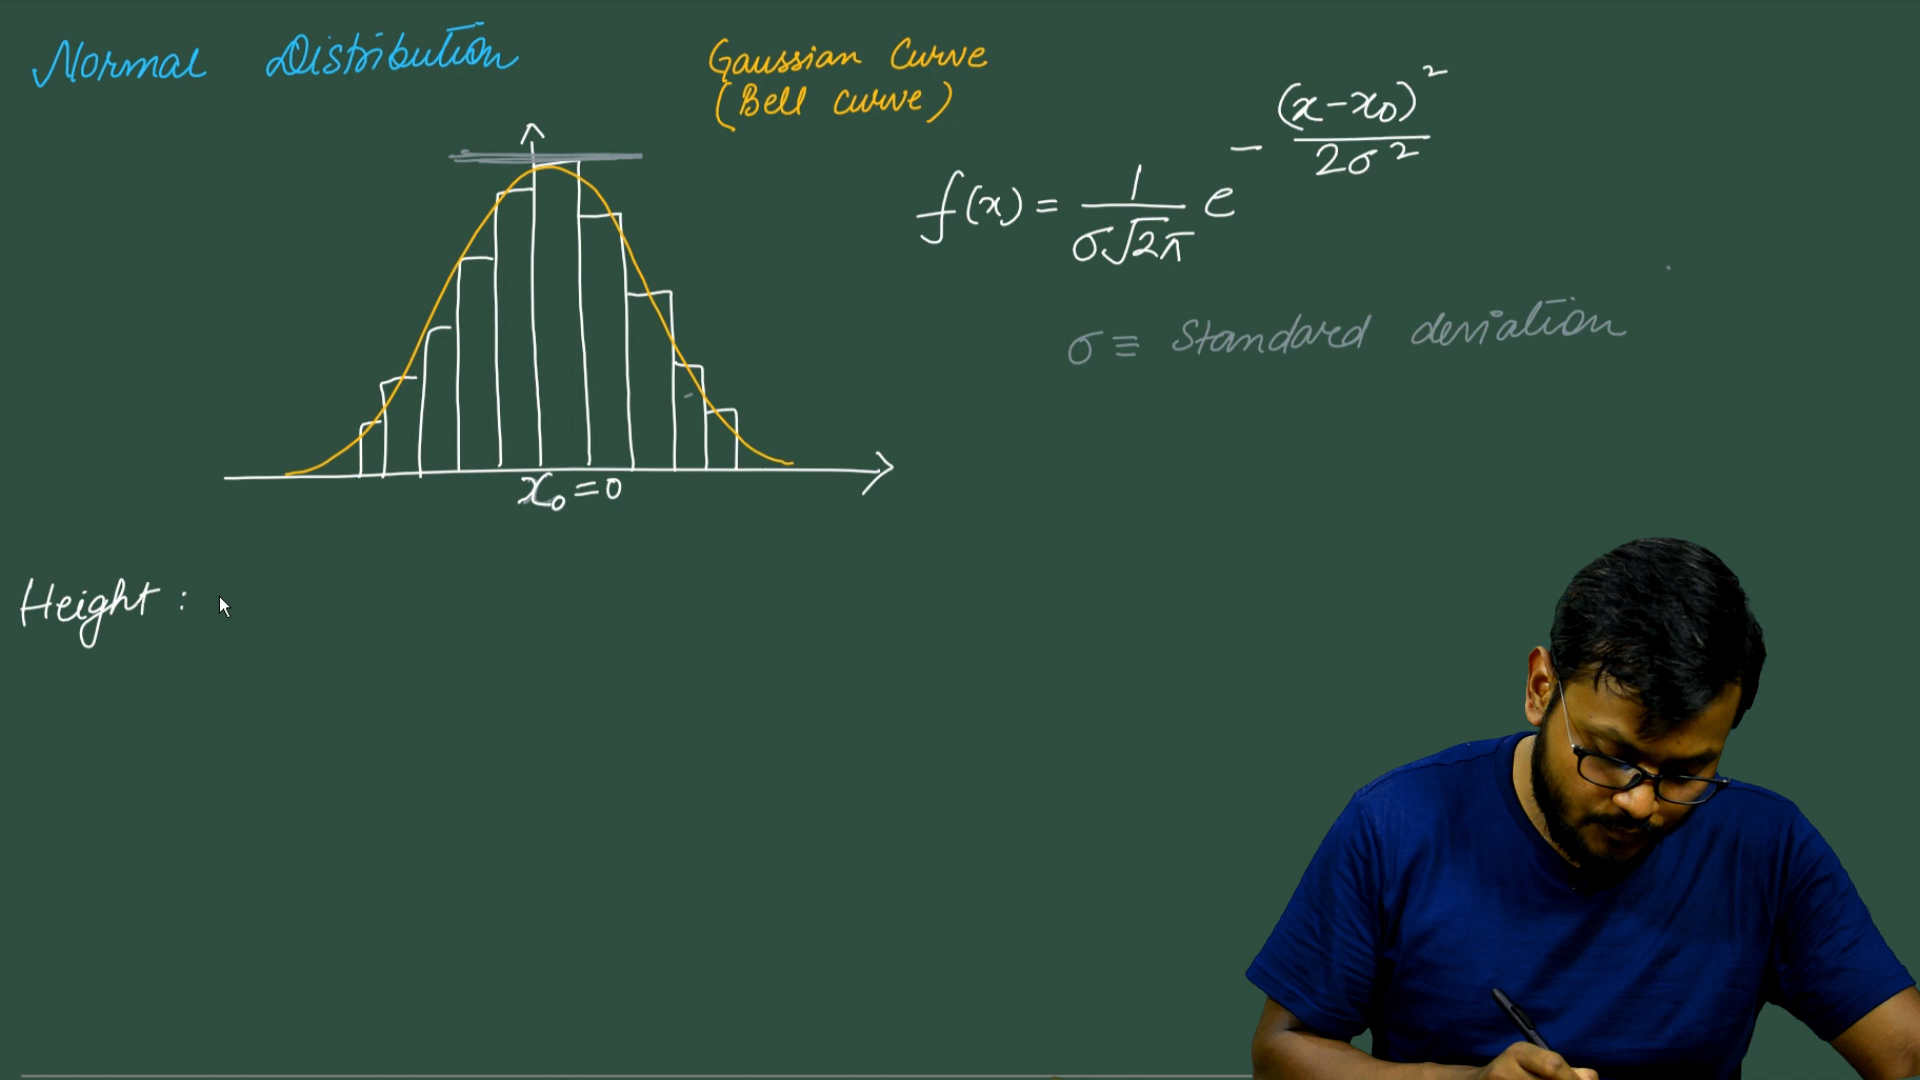 Normal Distribution
Gaussian Curve
(Bell curve)
f(x) = 1/(σ√2π) e^(-(x-x₀)²/(2σ²))
σ ≡ Standard deviation
x₀ = 0
Height :